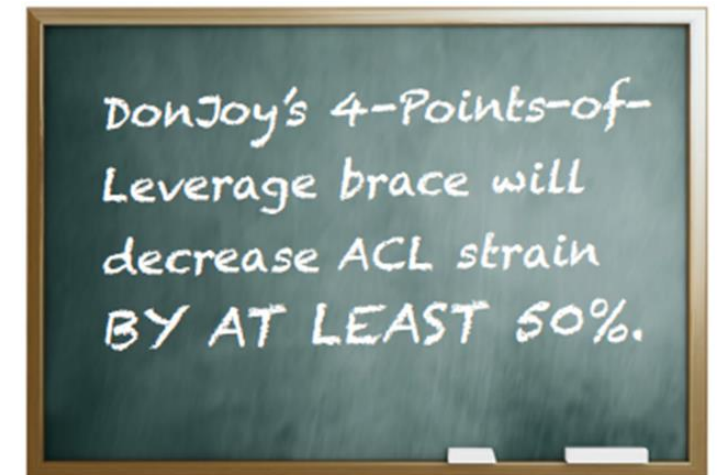 DonJoy's 4-Points-of-
Leverage brace will
decrease ACL strain
BY AT LEAST 50%.